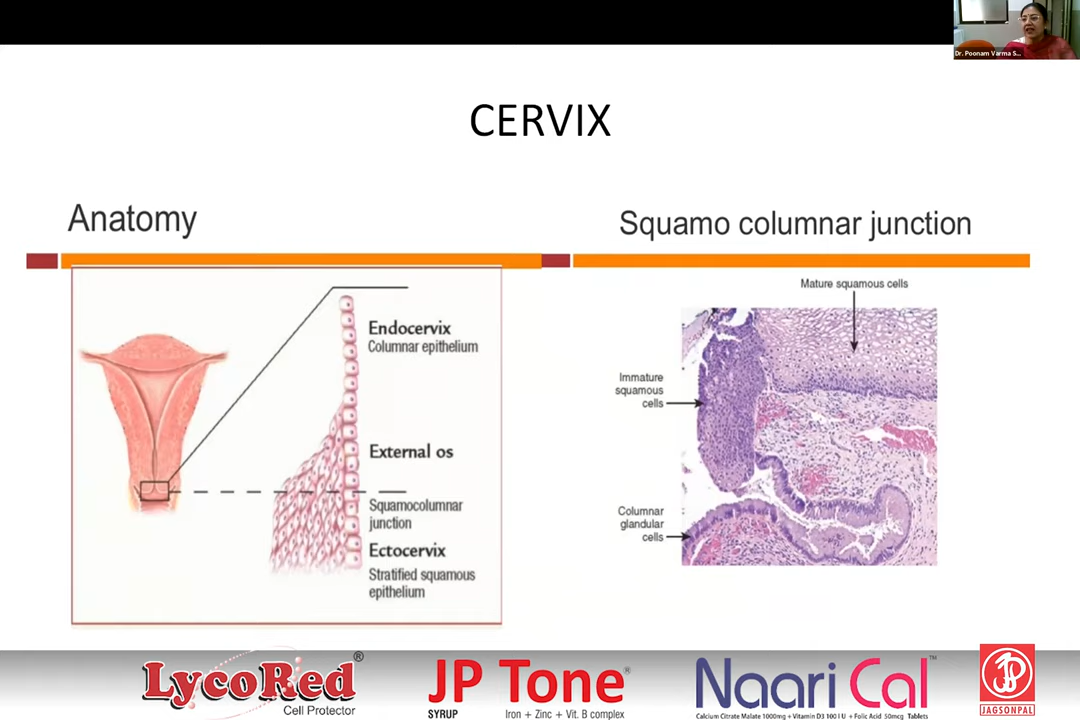 Dr. Poonam Varma S...
CERVIX
Anatomy
Endocervix
Columnar epithelium
External os
Squamocolumnar
junction
Ectocervix
Stratified squamous
epithelium
Squamo columnar junction
Mature squamous cells
Immature
squamous
cells
Columnar
glandular
cells
LycoRed®
Cell Protector
JP Tone®
SYRUP Iron + Zinc + Vit. B complex
Naari Cal™
Calcium Citrate Malate 1000mg + Vitamin D3 100 I U + Folic Acid 50mcg Tablets
JP
JAGSONPAL